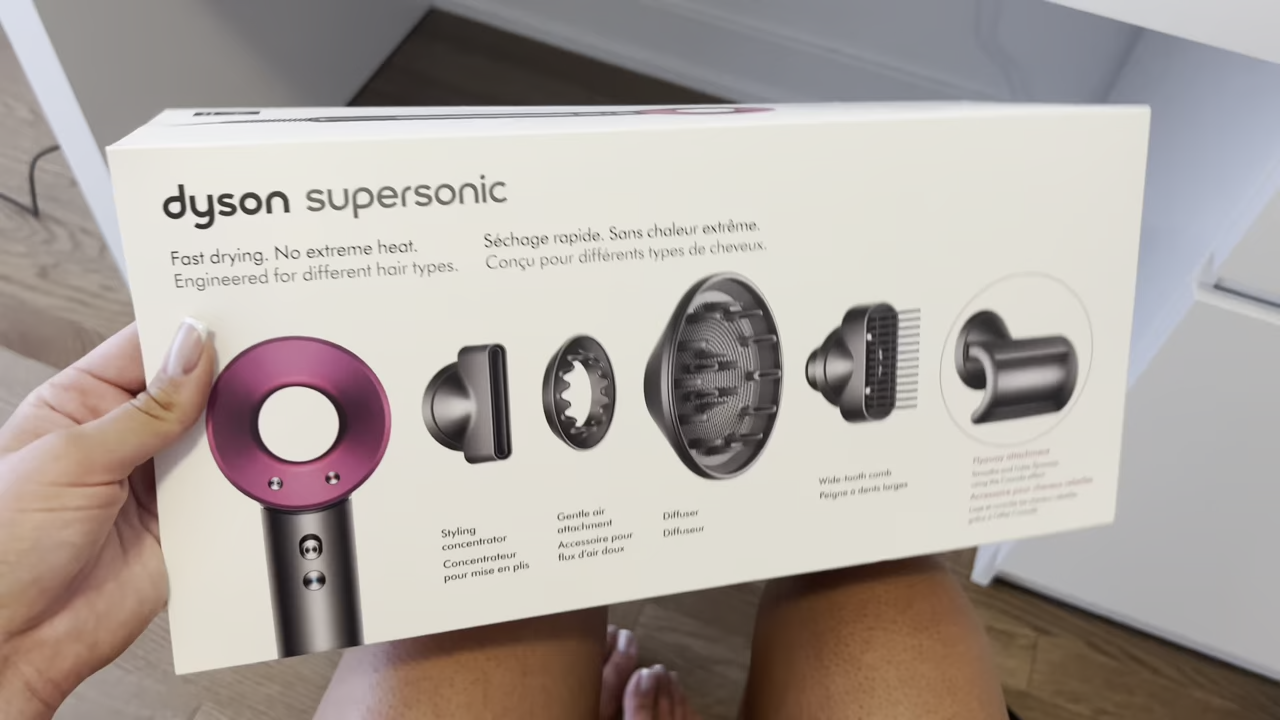 dyson supersonic
Fast drying. No extreme heat.
Engineered for different hair types.
Séchage rapide. Sans chaleur extrême.
Conçu pour différents types de cheveux.
Styling
concentrator
Concentrateur
pour mise en plis
Gentle air
attachment
Accessoire pour
flux d'air doux
Diffuser
Diffuseur
Wide-tooth comb
Peigne à dents larges
Flyaway attachment